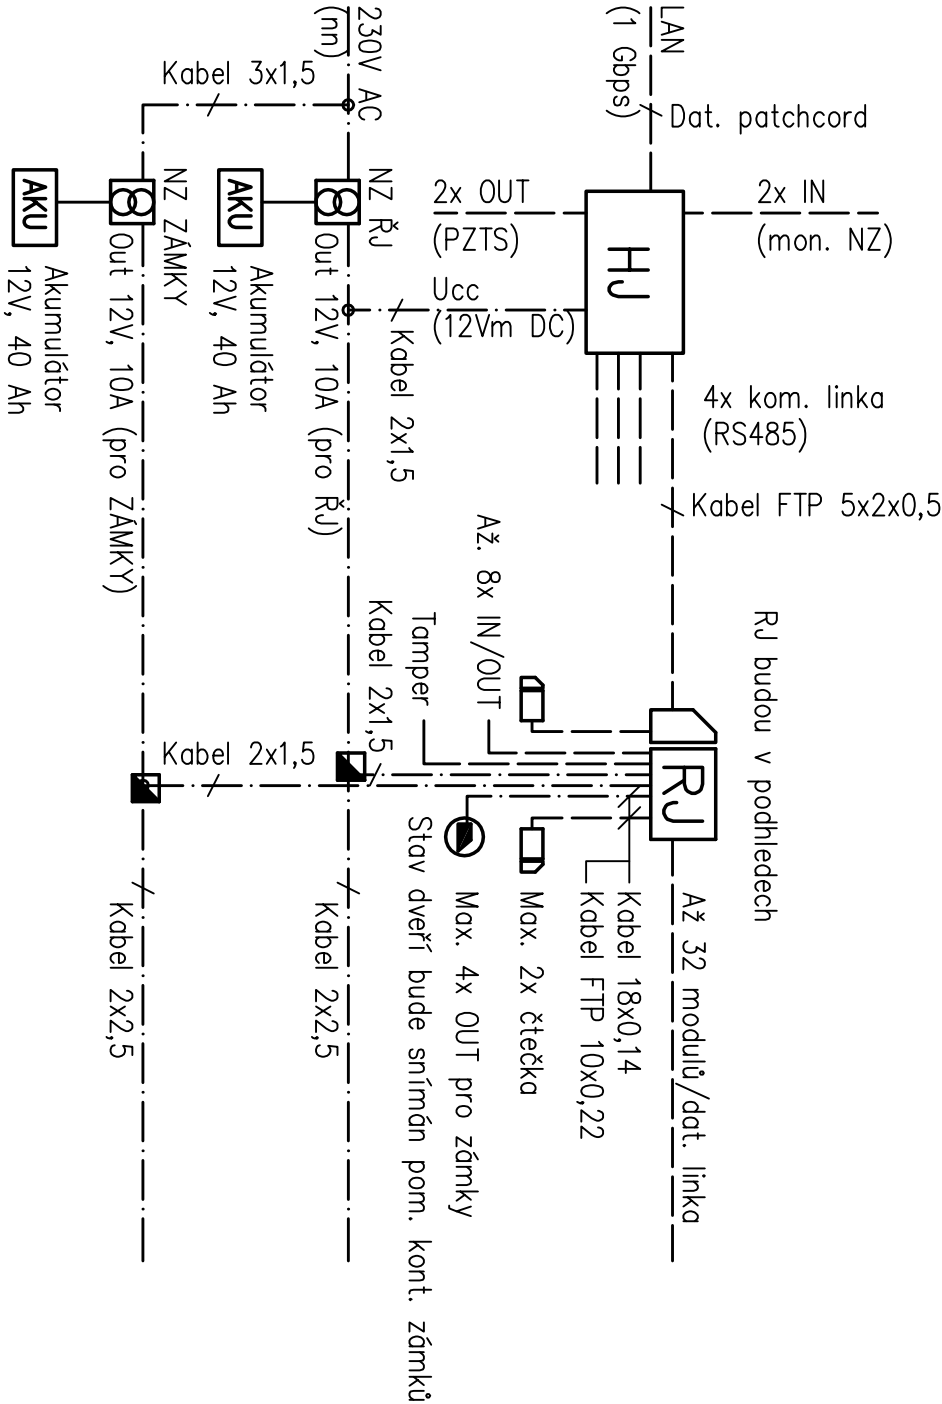 LAN
(1 Gbps)
Dat. patchcord
230V AC
(nn)
Kabel 3x1,5
2x OUT
(PZTS)
2x IN
(mon. NZ)
HJ
Ucc
(12Vm DC)
Kabel 2x1,5
4x kom. linka
(RS485)
Kabel FTP 5x2x0,5
NZ ŘJ
Out 12V, 10A (pro ŘJ)
AKU
Akumulátor
12V, 40 Ah
NZ ZÁMKY
Out 12V, 10A (pro ZÁMKY)
AKU
Akumulátor
12V, 40 Ah
RJ budou v podhledech
RJ
Až. 8x IN/OUT
Tamper
Kabel 2x1,5
Kabel 2x1,5
Až 32 modulů/dat. linka
Kabel 18x0,14
Kabel FTP 10x0,22
Max. 2x čtečka
Max. 4x OUT pro zámky
Stav dveří bude snímán pom. kont. zámků
Kabel 2x2,5
Kabel 2x2,5